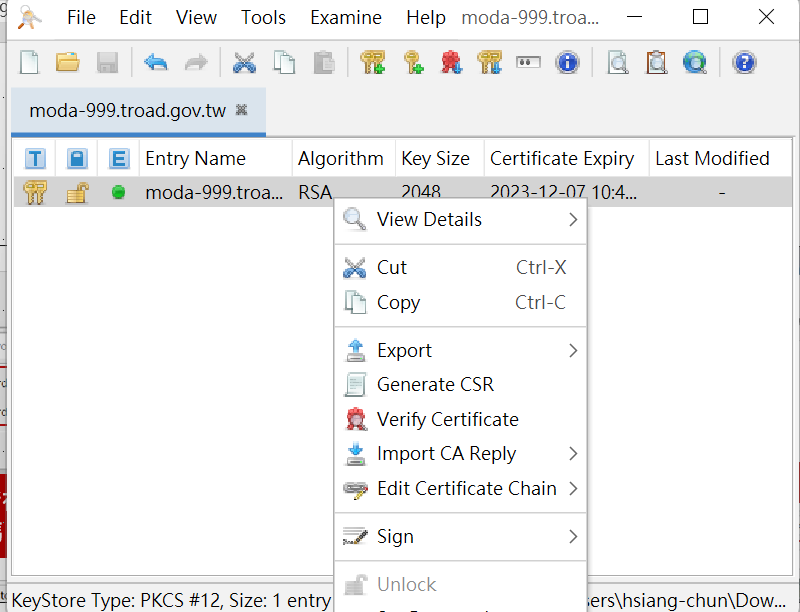 File Edit View Tools Examine Help moda-999.troa...
moda-999.troad.gov.tw
T E Entry Name Algorithm Key Size Certificate Expiry Last Modified
moda-999.troa... RSA 2048 2023-12-07 10:4... -
View Details
Cut Ctrl-X
Copy Ctrl-C
Export
Generate CSR
Verify Certificate
Import CA Reply
Edit Certificate Chain
Sign
Unlock
KeyStore Type: PKCS #12, Size: 1 entry sers\hsiang-chun\Dow...